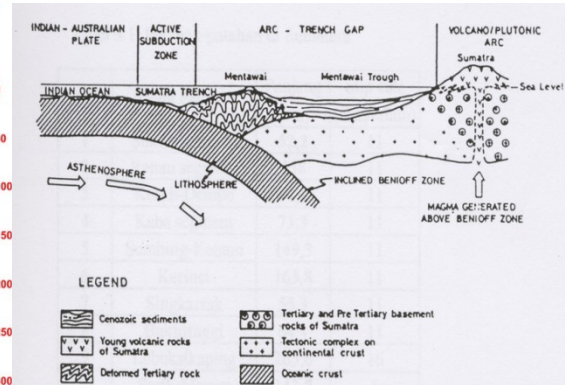 INDIAN - AUSTRALIAN PLATE
ACTIVE SUBDUCTION ZONE
ARC - TRENCH GAP
VOLCANO/PLUTONIC ARC
Mentawai
Mentawai Trough
Sumatra
INDIAN OCEAN
SUMATRA TRENCH
Sea Level
ASTHENOSPHERE
LITHOSPHERE
INCLINED BENIOFF ZONE
MAGMA GENERATED ABOVE BENIOFF ZONE
LEGEND
Cenozoic sediments
Young volcanic rocks of Sumatra
Deformed Tertiary rock
Tertiary and Pre Tertiary basement rocks of Sumatra
Tectonic complex on continental crust
Oceanic crust